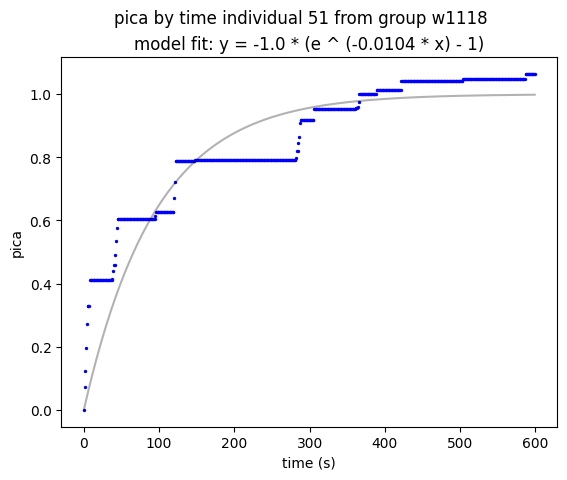 pica by time individual 51 from group w1118
model fit: y = -1.0 * (e ^ (-0.0104 * x) - 1)
pica
1.0
0.8
0.6
0.4
0.2
0.0
0 100 200 300 400 500 600
time (s)